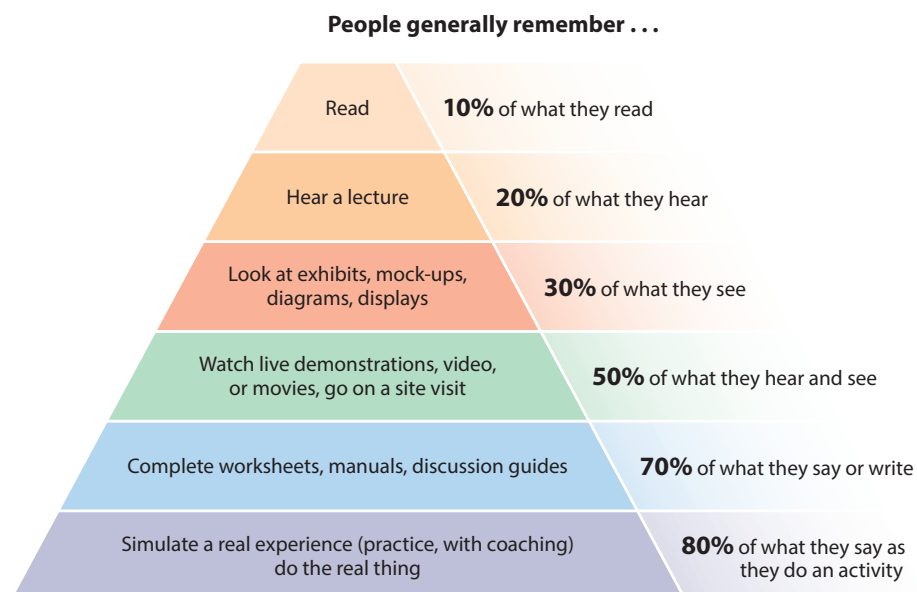 People generally remember . . .
Read
10% of what they read
Hear a lecture
20% of what they hear
Look at exhibits, mock-ups,
diagrams, displays
30% of what they see
Watch live demonstrations, video,
or movies, go on a site visit
50% of what they hear and see
Complete worksheets, manuals, discussion guides
70% of what they say or write
Simulate a real experience (practice, with coaching)
do the real thing
80% of what they say as
they do an activity